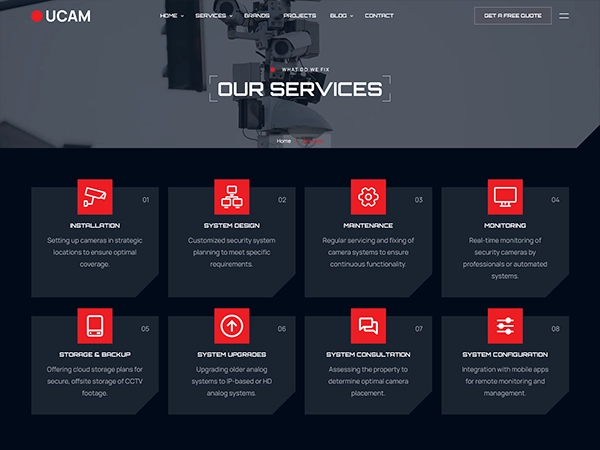 UCAM
HOME SERVICES BRANDS PROJECTS BLOG CONTACT
GET A FREE QUOTE
WHAT DO WE FIX
OUR SERVICES
Home
01
INSTALLATION
Setting up cameras in strategic
locations to ensure optimal
coverage.
02
SYSTEM DESIGN
Customized security system
planning to meet specific
requirements.
03
MAINTENANCE
Regular servicing and fixing of
camera systems to ensure
continuous functionality.
04
MONITORING
Real-time monitoring of
security cameras by
professionals or automated
systems.
05
STORAGE & BACKUP
Offering cloud storage plans for
secure, offsite storage of CCTV
footage.
06
SYSTEM UPGRADES
Upgrading older analog
systems to IP-based or HD
analog systems.
07
SYSTEM CONSULTATION
Assessing the property to
determine optimal camera
placement.
08
SYSTEM CONFIGURATION
Integration with mobile apps
for remote monitoring and
management.